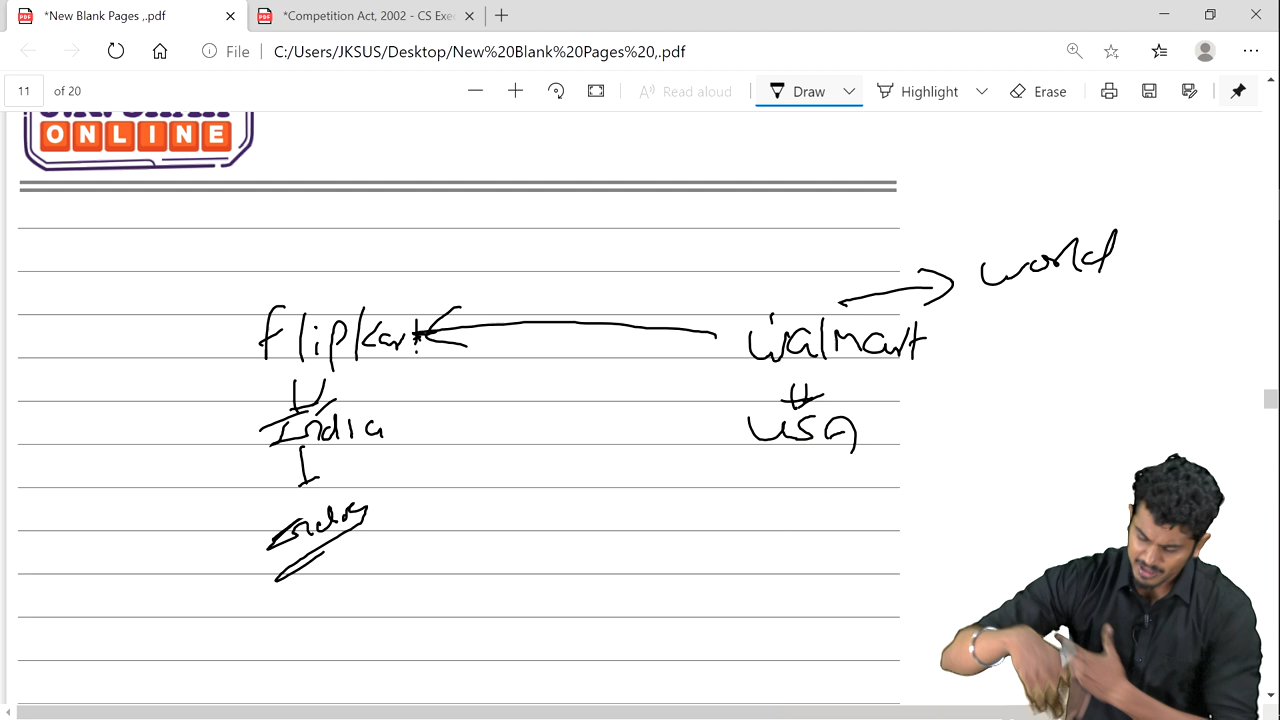 *New Blank Pages ,.pdf
*Competition Act, 2002 - CS Exe
File
C:/Users/JKSUS/Desktop/New%20Blank%20Pages%20,.pdf
11 of 20
Read aloud
Draw
Highlight
Erase
ONLINE
world
flipkart
Walmart
India
USA